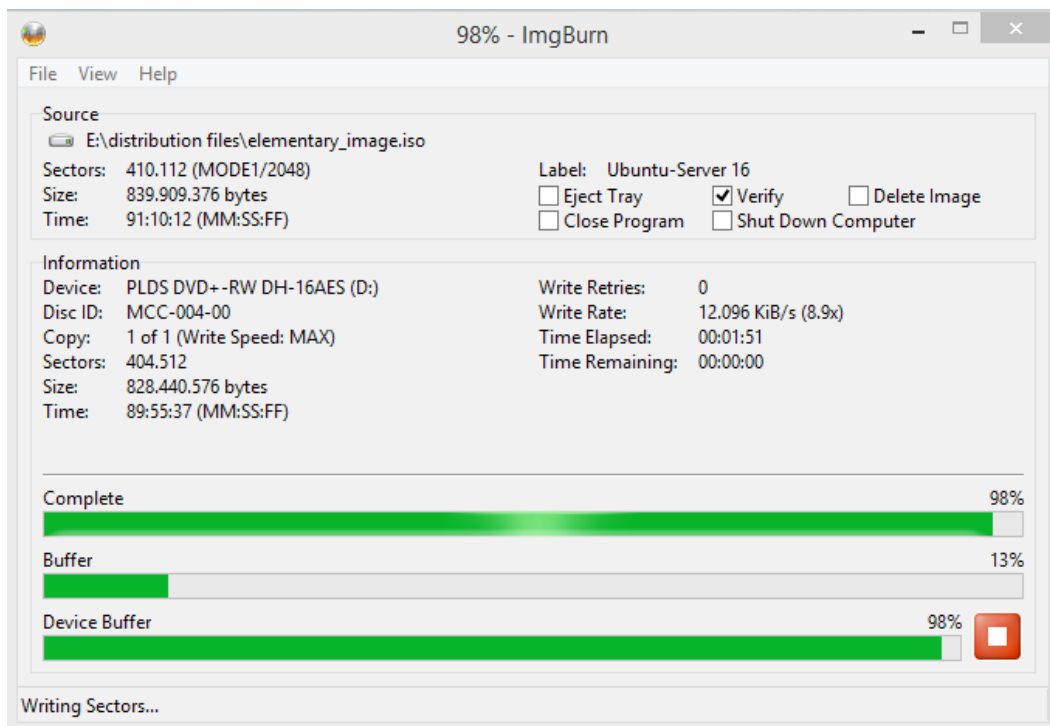 98% - ImgBurn
File View Help
Source
E:\distribution files\elementary_image.iso
Sectors: 410.112 (MODE1/2048) Label: Ubuntu-Server 16
Size: 839.909.376 bytes Eject Tray Verify Delete Image
Time: 91:10:12 (MM:SS:FF) Close Program Shut Down Computer
Information
Device: PLDS DVD+-RW DH-16AES (D:) Write Retries: 0
Disc ID: MCC-004-00 Write Rate: 12.096 KiB/s (8.9x)
Copy: 1 of 1 (Write Speed: MAX) Time Elapsed: 00:01:51
Sectors: 404.512 Time Remaining: 00:00:00
Size: 828.440.576 bytes
Time: 89:55:37 (MM:SS:FF)
Complete 98%
Buffer 13%
Device Buffer 98%
Writing Sectors...